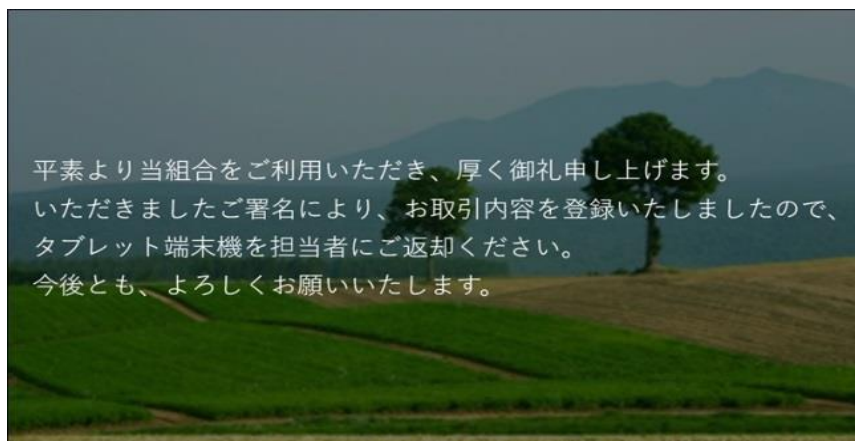 平素より当組合をご利用いただき、厚く御礼申し上げます。
いただきましたご署名により、お取引内容を登録いたしましたので、
タブレット端末機を担当者にご返却ください。
今後とも、よろしくお願いいたします。